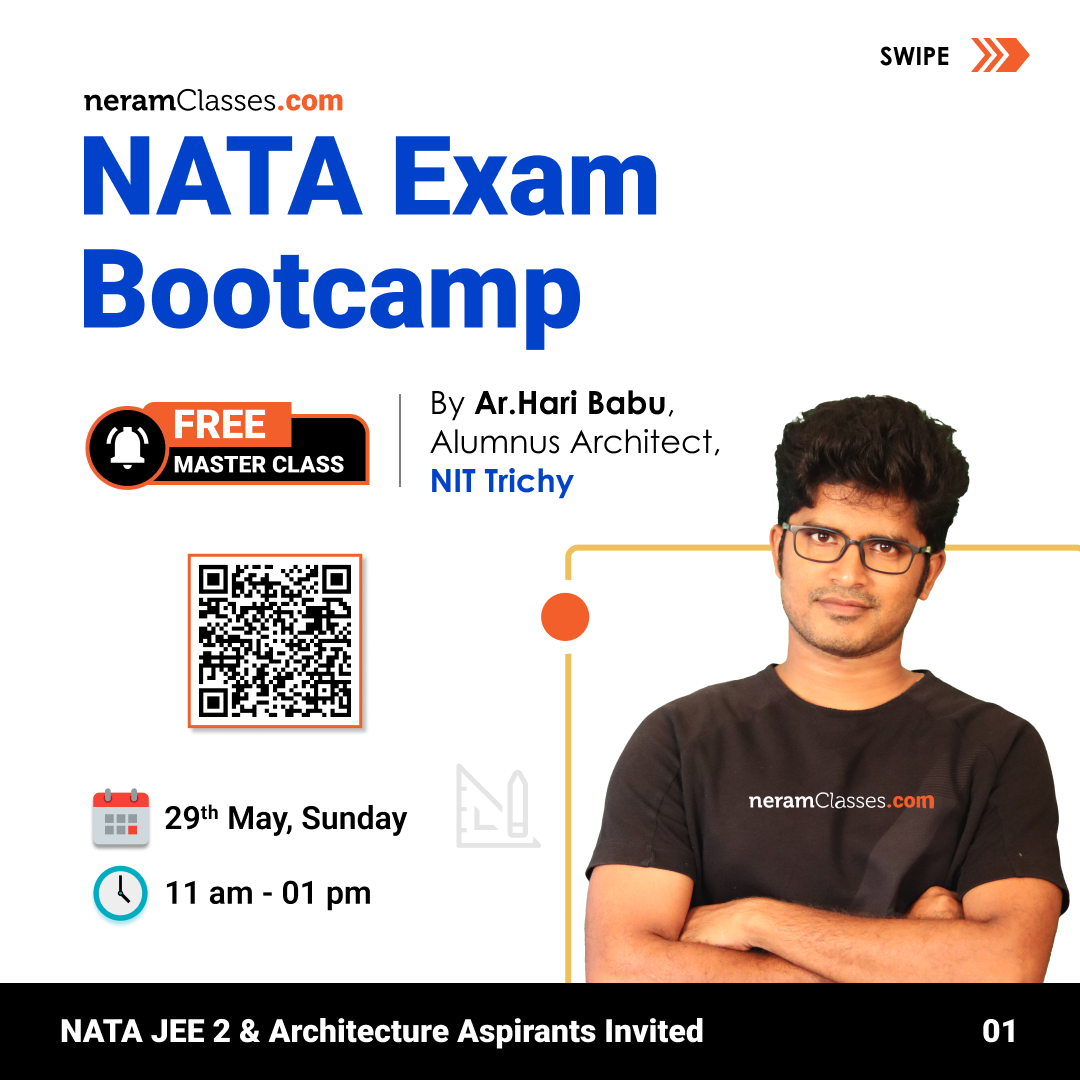 SWIPE
neramClasses.com
NATA Exam
Bootcamp
FREE
MASTER CLASS
By Ar.Hari Babu,
Alumnus Architect,
NIT Trichy
29th May, Sunday
11 am - 01 pm
neramClasses.com
NATA JEE 2 & Architecture Aspirants Invited
01